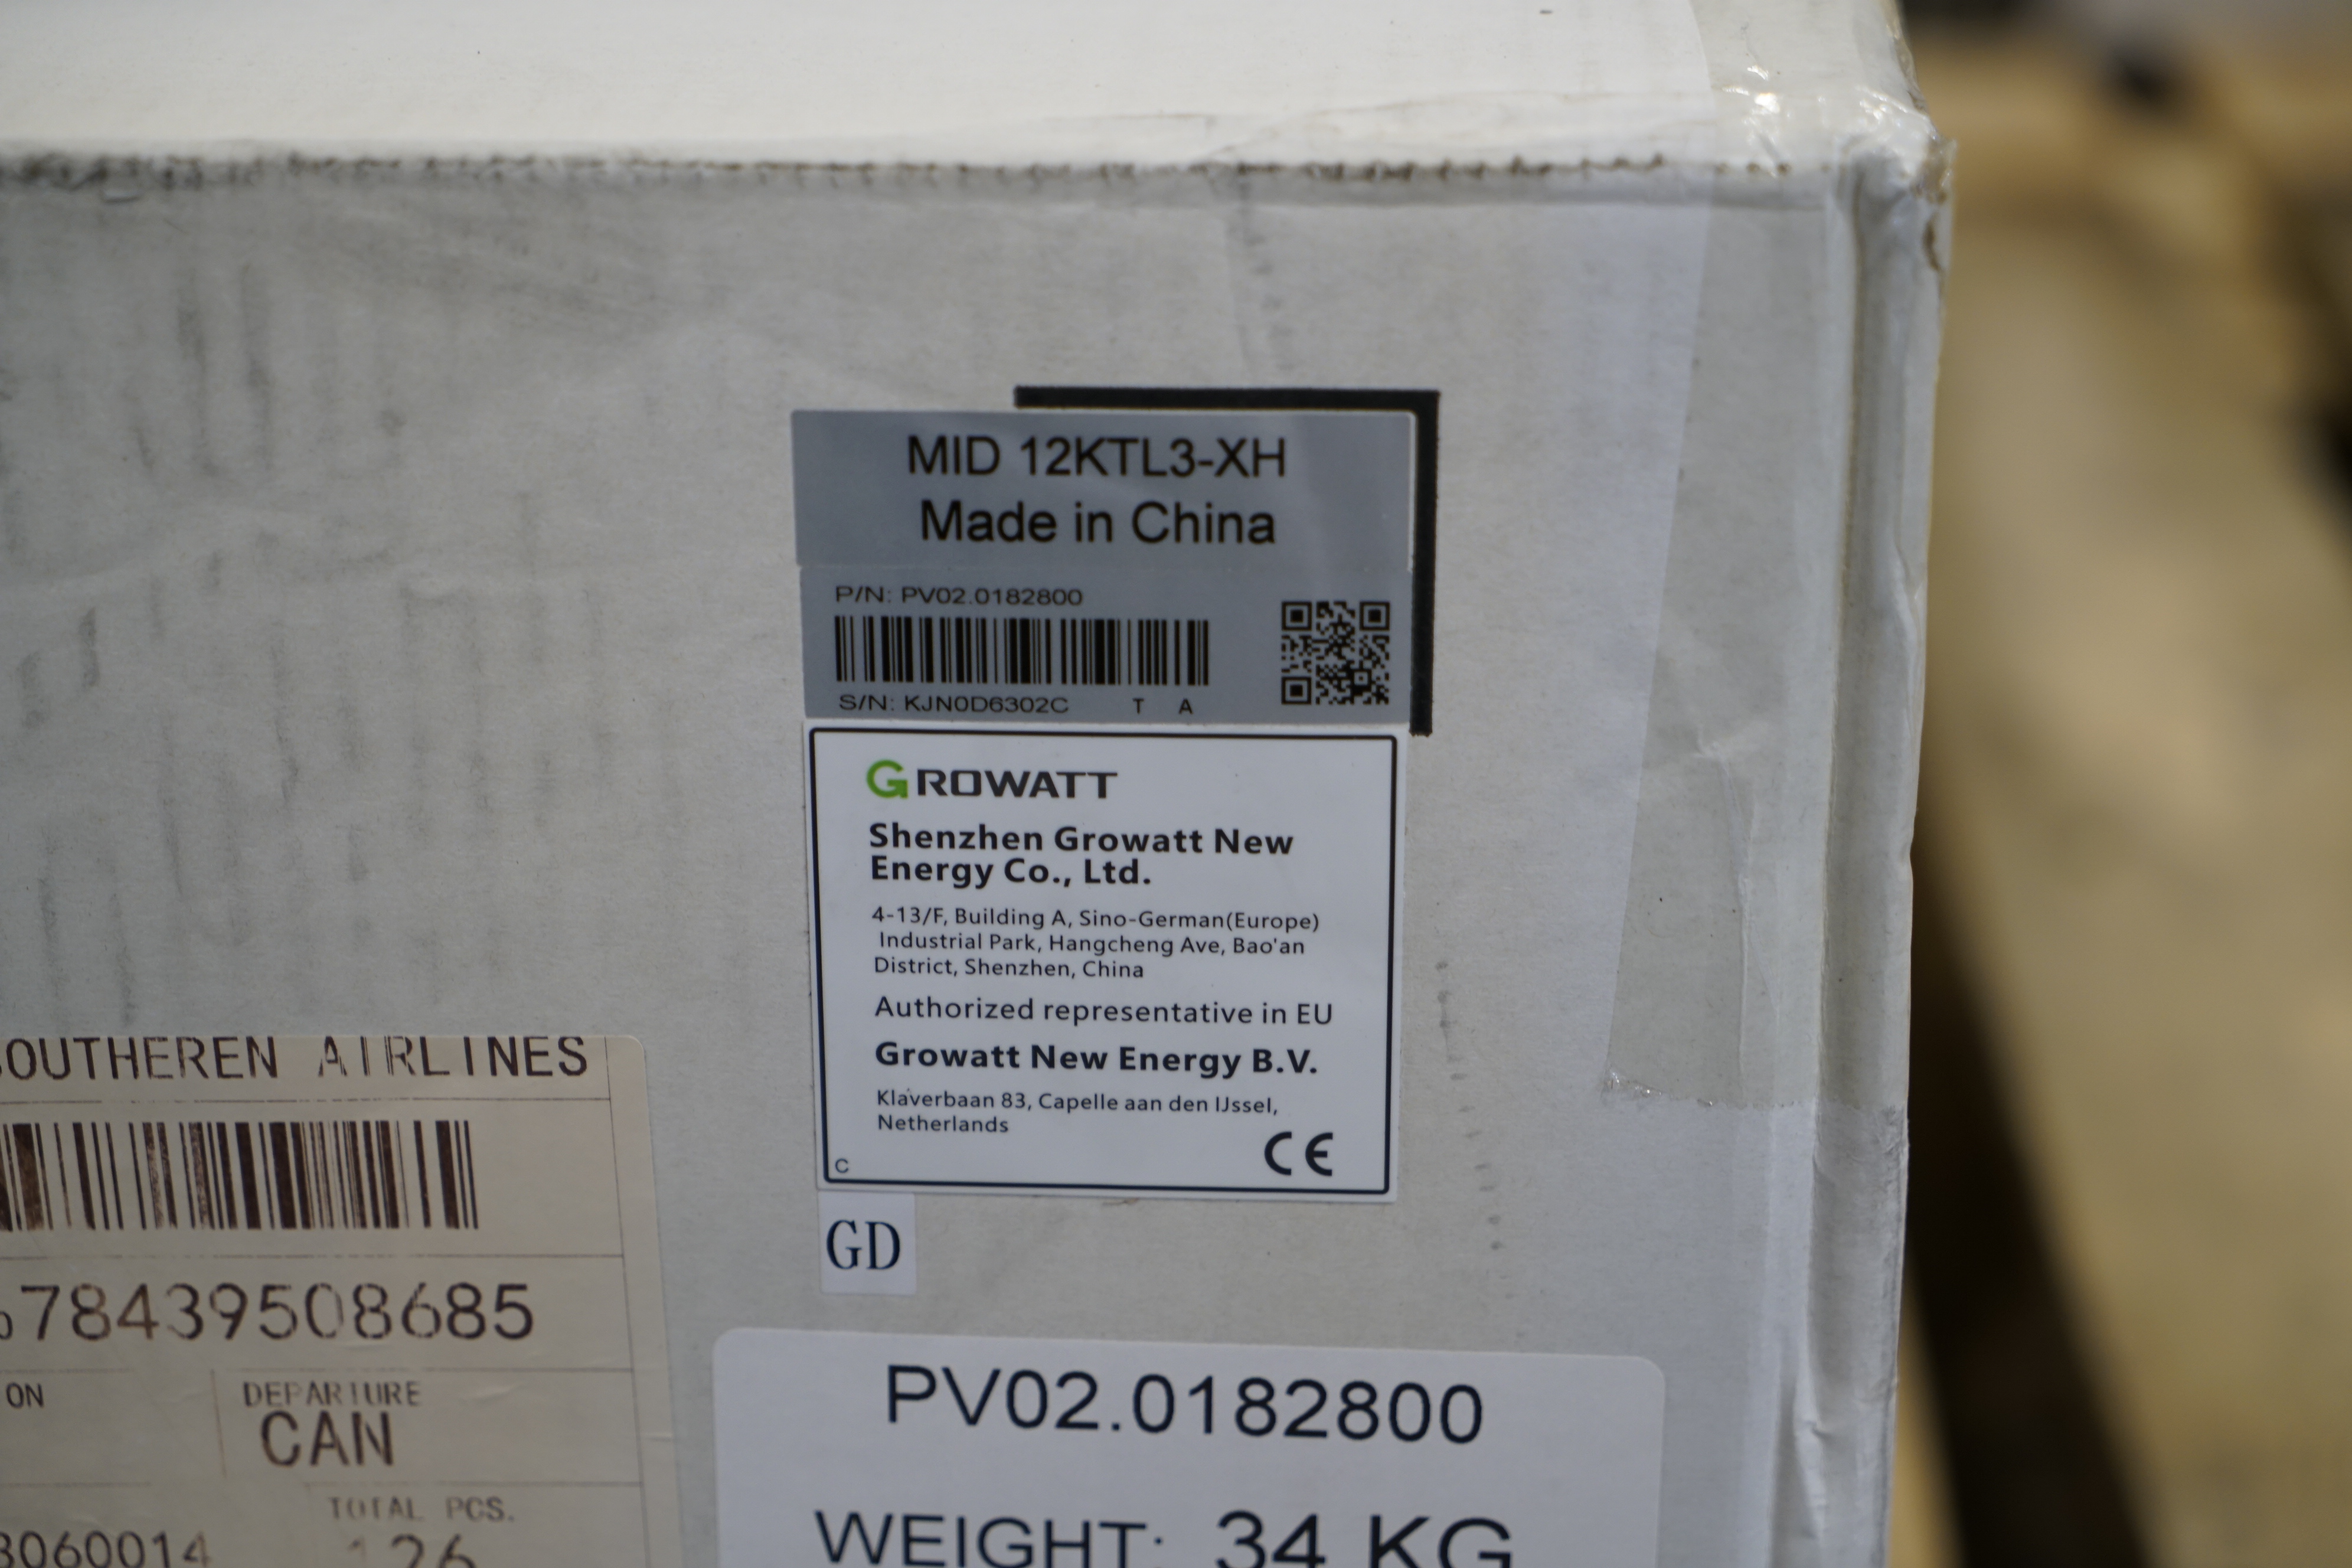 MID 12KTL3-XH
Made in China
P/N: PV02.0182800
S/N: KJN0D6302C T A
GROWATT
Shenzhen Growatt New
Energy Co., Ltd.
4-13/F, Building A, Sino-German(Europe)
Industrial Park, Hangcheng Ave, Bao'an
District, Shenzhen, China
Authorized representative in EU
Growatt New Energy B.V.
Klaverbaan 83, Capelle aan den IJssel,
Netherlands
CE
C
GD
PV02.0182800
WEIGHT: 34 KG
OUTHEREN AIRLINES
78439508685
ON
DEPARTURE
CAN
TOTAL PCS.
3060014
126